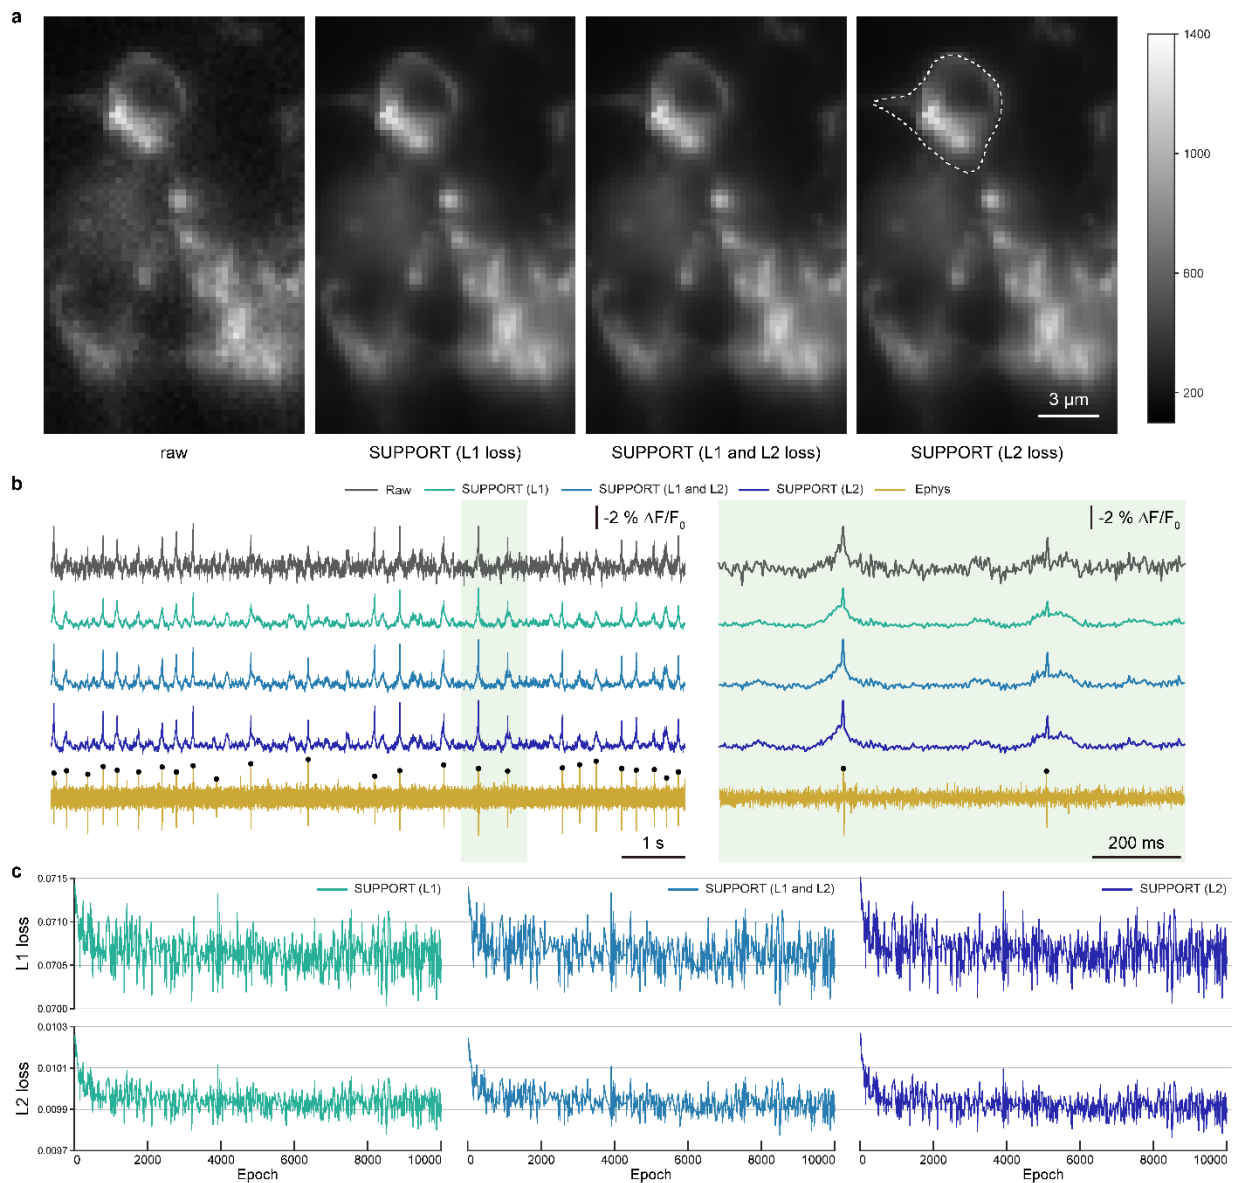 a
1400
1000
600
200
3 μm
raw
SUPPORT (L1 loss)
SUPPORT (L1 and L2 loss)
SUPPORT (L2 loss)
b
Raw
SUPPORT (L1)
SUPPORT (L1 and L2)
SUPPORT (L2)
Ephys
-2 % ΔF/F0
-2 % ΔF/F0
1 s
200 ms
c
L1 loss
0.0715
0.0710
0.0705
0.0700
SUPPORT (L1)
SUPPORT (L1 and L2)
SUPPORT (L2)
L2 loss
0.0103
0.0101
0.0099
0.0097
0 2000 4000 6000 8000 10000
0 2000 4000 6000 8000 10000
0 2000 4000 6000 8000 10000
Epoch
Epoch
Epoch